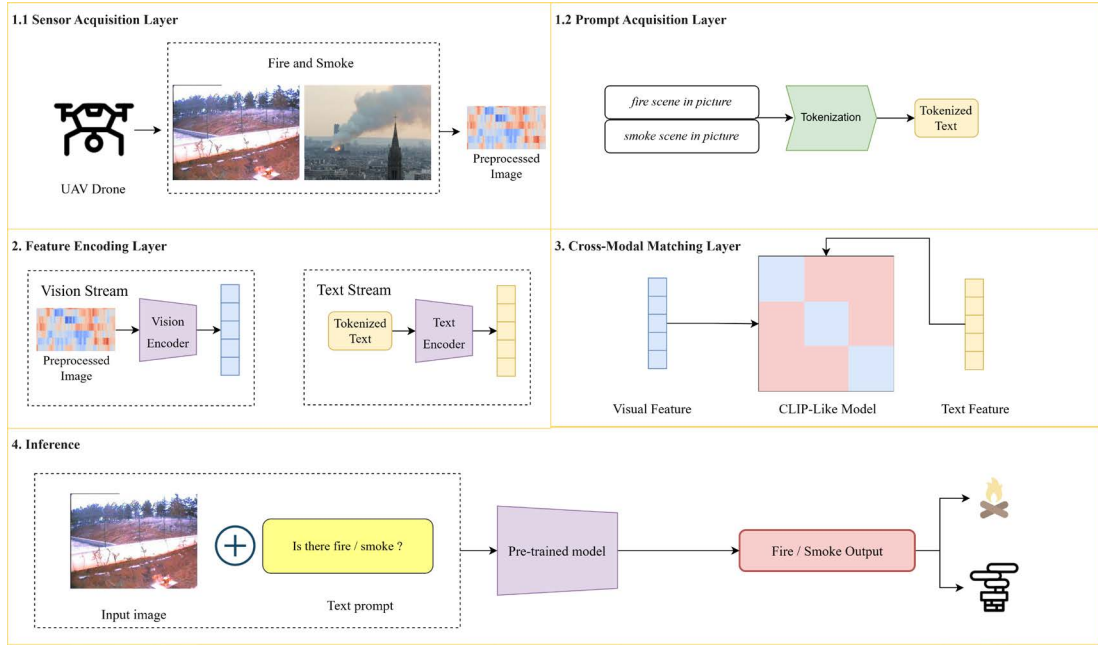 1.1 Sensor Acquisition Layer
Fire and Smoke
UAV Drone
Preprocessed
Image
1.2 Prompt Acquisition Layer
fire scene in picture
smoke scene in picture
Tokenization
Tokenized
Text
2. Feature Encoding Layer
Vision Stream
Vision
Encoder
Preprocessed
Image
Text Stream
Tokenized
Text
Text
Encoder
3. Cross-Modal Matching Layer
Visual Feature
CLIP-Like Model
Text Feature
4. Inference
Is there fire / smoke ?
Input image
Text prompt
Pre-trained model
Fire / Smoke Output